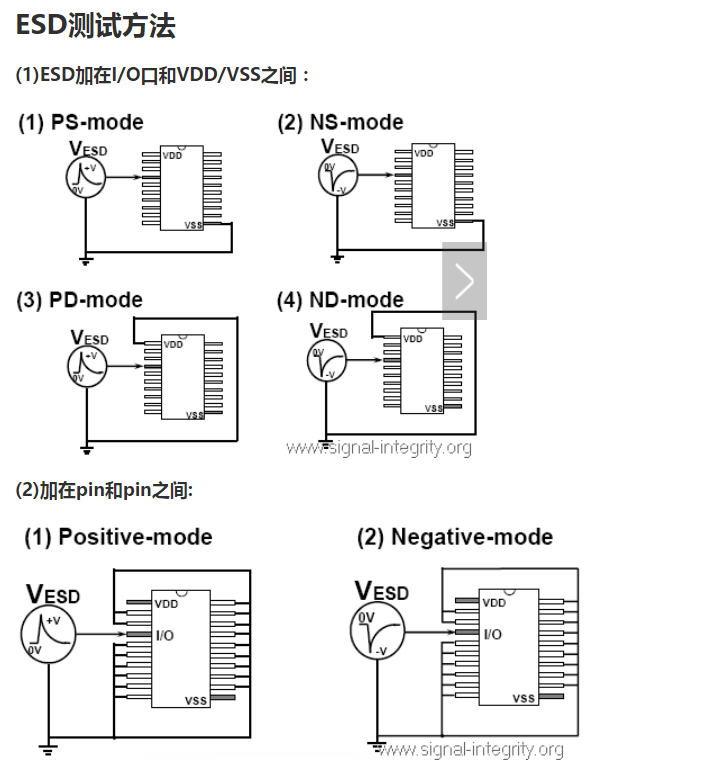 ESD测试方法
(1)ESD加在I/O口和VDD/VSS之间：
(1) PS-mode
(2) NS-mode
VESD
+V
0V
VDD
VSS
VESD
0V
-V
VDD
VSS
(3) PD-mode
(4) ND-mode
VESD
+V
0V
VDD
VSS
VESD
0V
-V
VDD
VSS
www.signal-integrity.org
(2)加在pin和pin之间:
(1) Positive-mode
(2) Negative-mode
VESD
+V
0V
VDD
I/O
VSS
VESD
0V
-V
VDD
I/O
VSS
www.signal-integrity.org